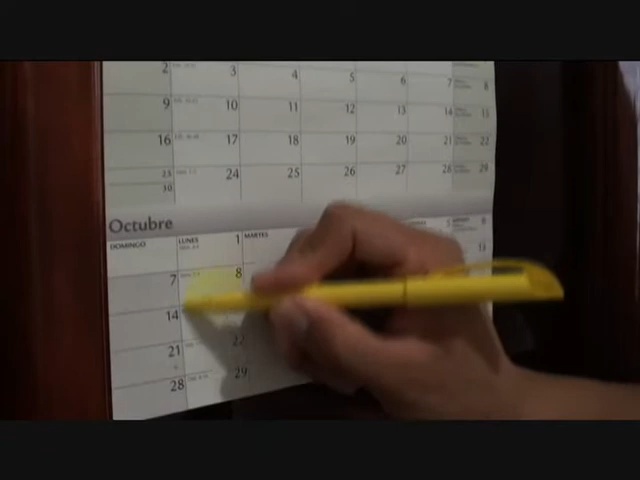 2 3 4 5 6 7 8
9 10 11 12 13 14 15
16 17 18 19 20 21 22
23 24 25 26 27 28 29
30
Octubre
DOMINGO LUNES 1 MARTES
7 8
13
14
21 22
28 29